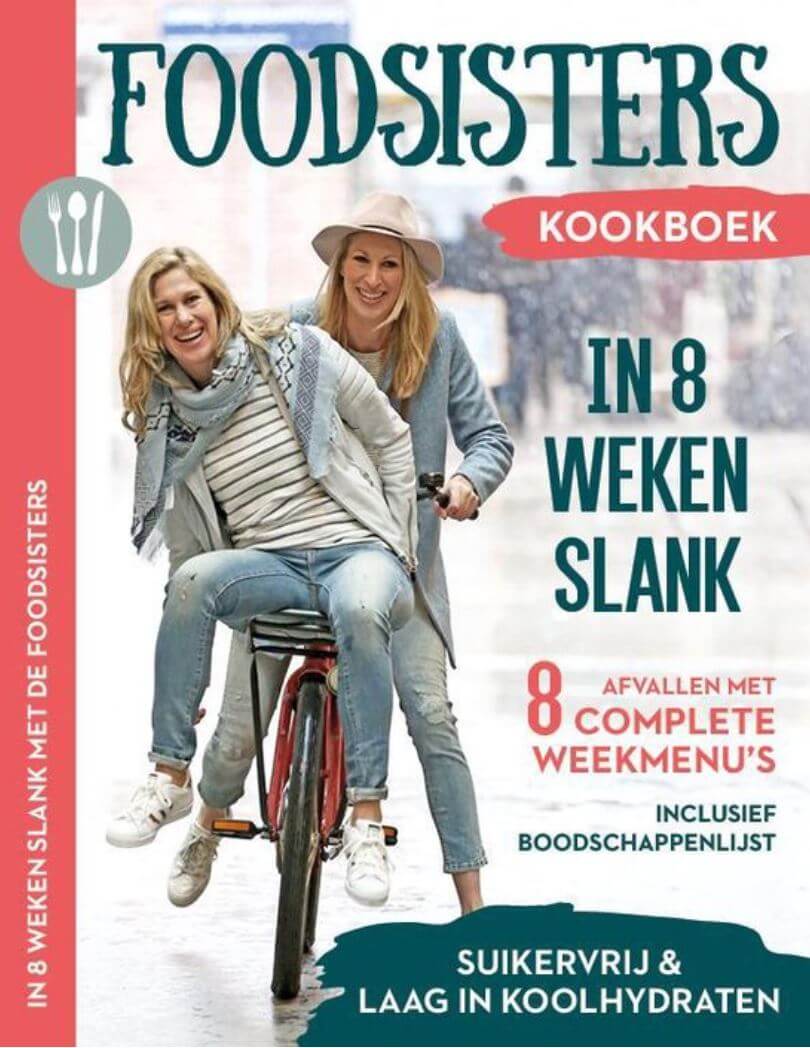 FOODSISTERS
KOOKBOEK
IN 8
WEKEN
SLANK
8 AFVALLEN MET
COMPLETE
WEEKMENU'S
INCLUSIEF
BOODSCHAPPENLIJST
SUIKERVRIJ &
LAAG IN KOOLHYDRATEN
IN 8 WEKEN SLANK MET DE FOODSISTERS